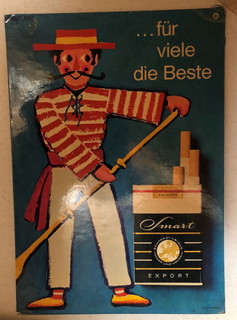 ...für
viele
die Beste
Smart
EXPORT